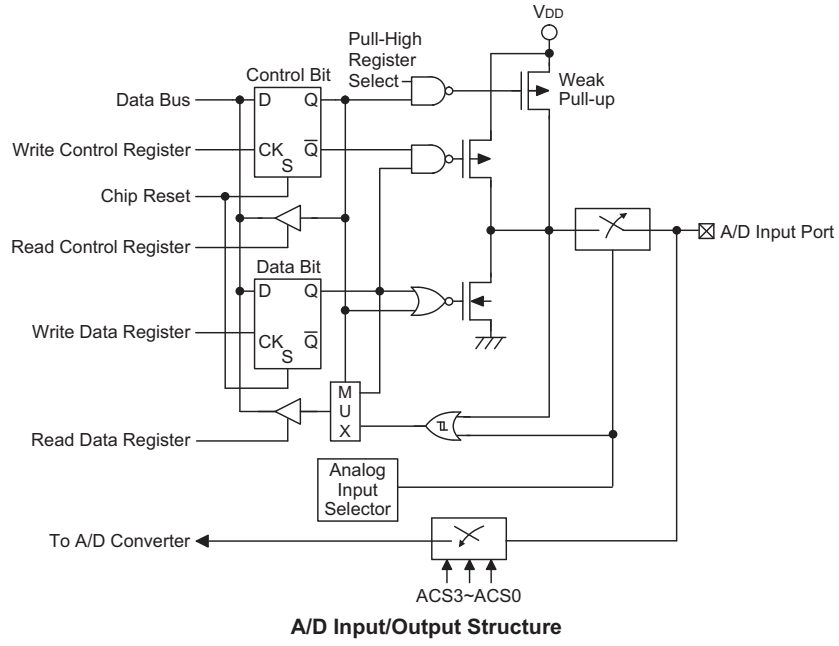 VDD
Pull-High
Register
Select
Weak
Pull-up
Control Bit
Data Bus
D
Q
Write Control Register
CK
Q̅
S
Chip Reset
Read Control Register
A/D Input Port
Data Bit
D
Q
Write Data Register
CK
Q̅
S
M
U
X
Read Data Register
Analog
Input
Selector
To A/D Converter
ACS3~ACS0
A/D Input/Output Structure